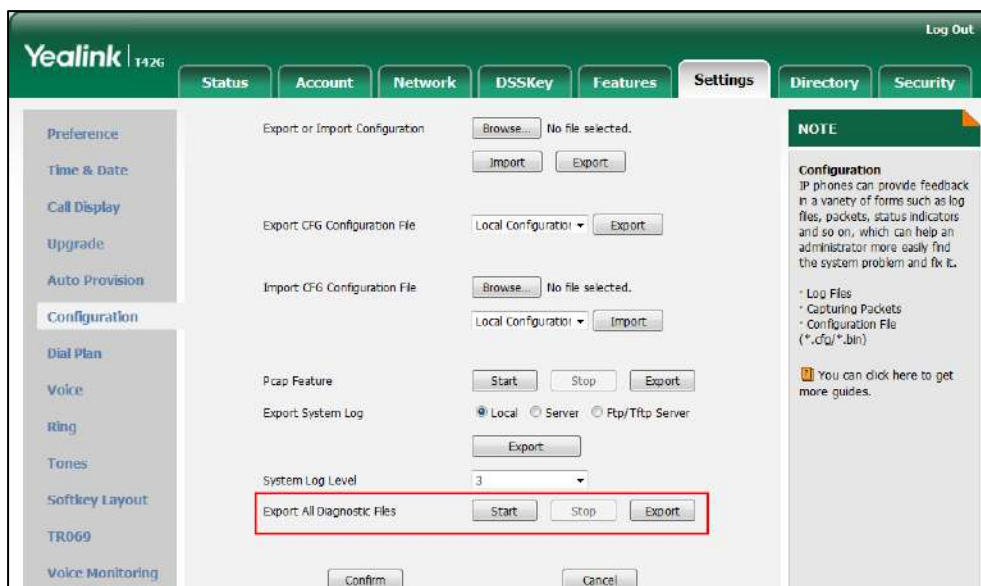 Log Out
Yealink T42G
Status Account Network DSSKey Features Settings Directory Security
Preference
Time & Date
Call Display
Upgrade
Auto Provision
Configuration
Dial Plan
Voice
Ring
Tones
Softkey Layout
TR069
Voice Monitoring
Export or Import Configuration Browse... No file selected.
Import Export
Export CFG Configuration File Local Configuration Export
Import CFG Configuration File Browse... No file selected.
Local Configuration Import
Pcap Feature Start Stop Export
Export System Log Local Server Ftp/Tftp Server
Export
System Log Level 3
Export All Diagnostic Files Start Stop Export
Confirm Cancel
NOTE
Configuration
IP phones can provide feedback
in a variety of forms such as log
files, packets, status indicators
and so on, which can help an
administrator more easily find
the system problem and fix it.
· Log Files
· Capturing Packets
· Configuration File
(*.cfg/*.bin)
You can click here to get
more guides.